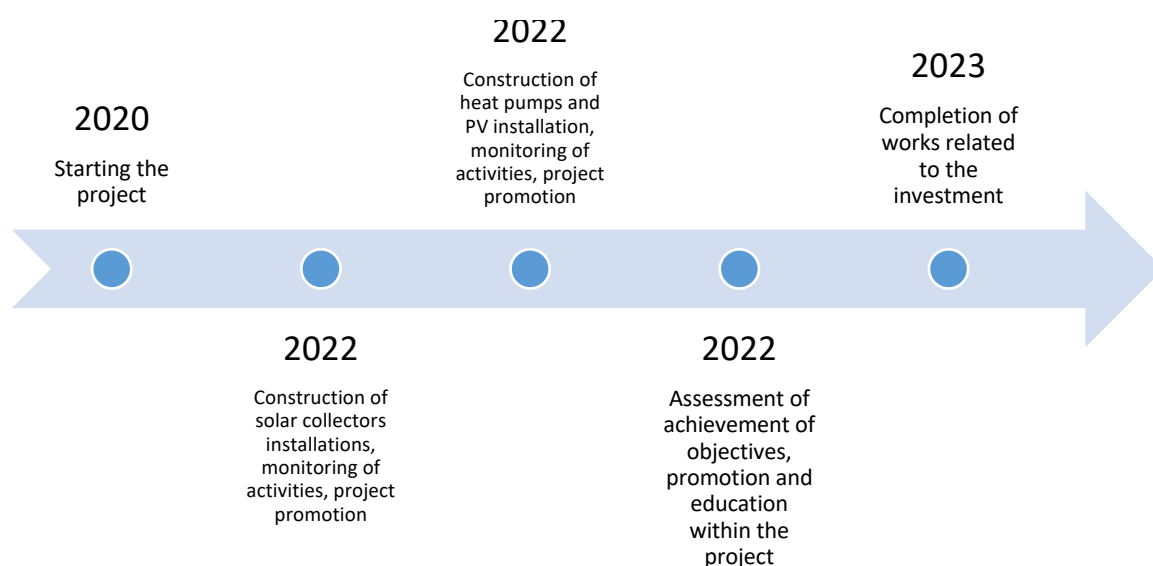 2020
Starting the
project
2022
Construction of
solar collectors
installations,
monitoring of
activities, project
promotion
2022
Construction of
heat pumps and
PV installation,
monitoring of
activities, project
promotion
2022
Assessment of
achievement of
objectives,
promotion and
education
within the
project
2023
Completion of
works related
to the
investment